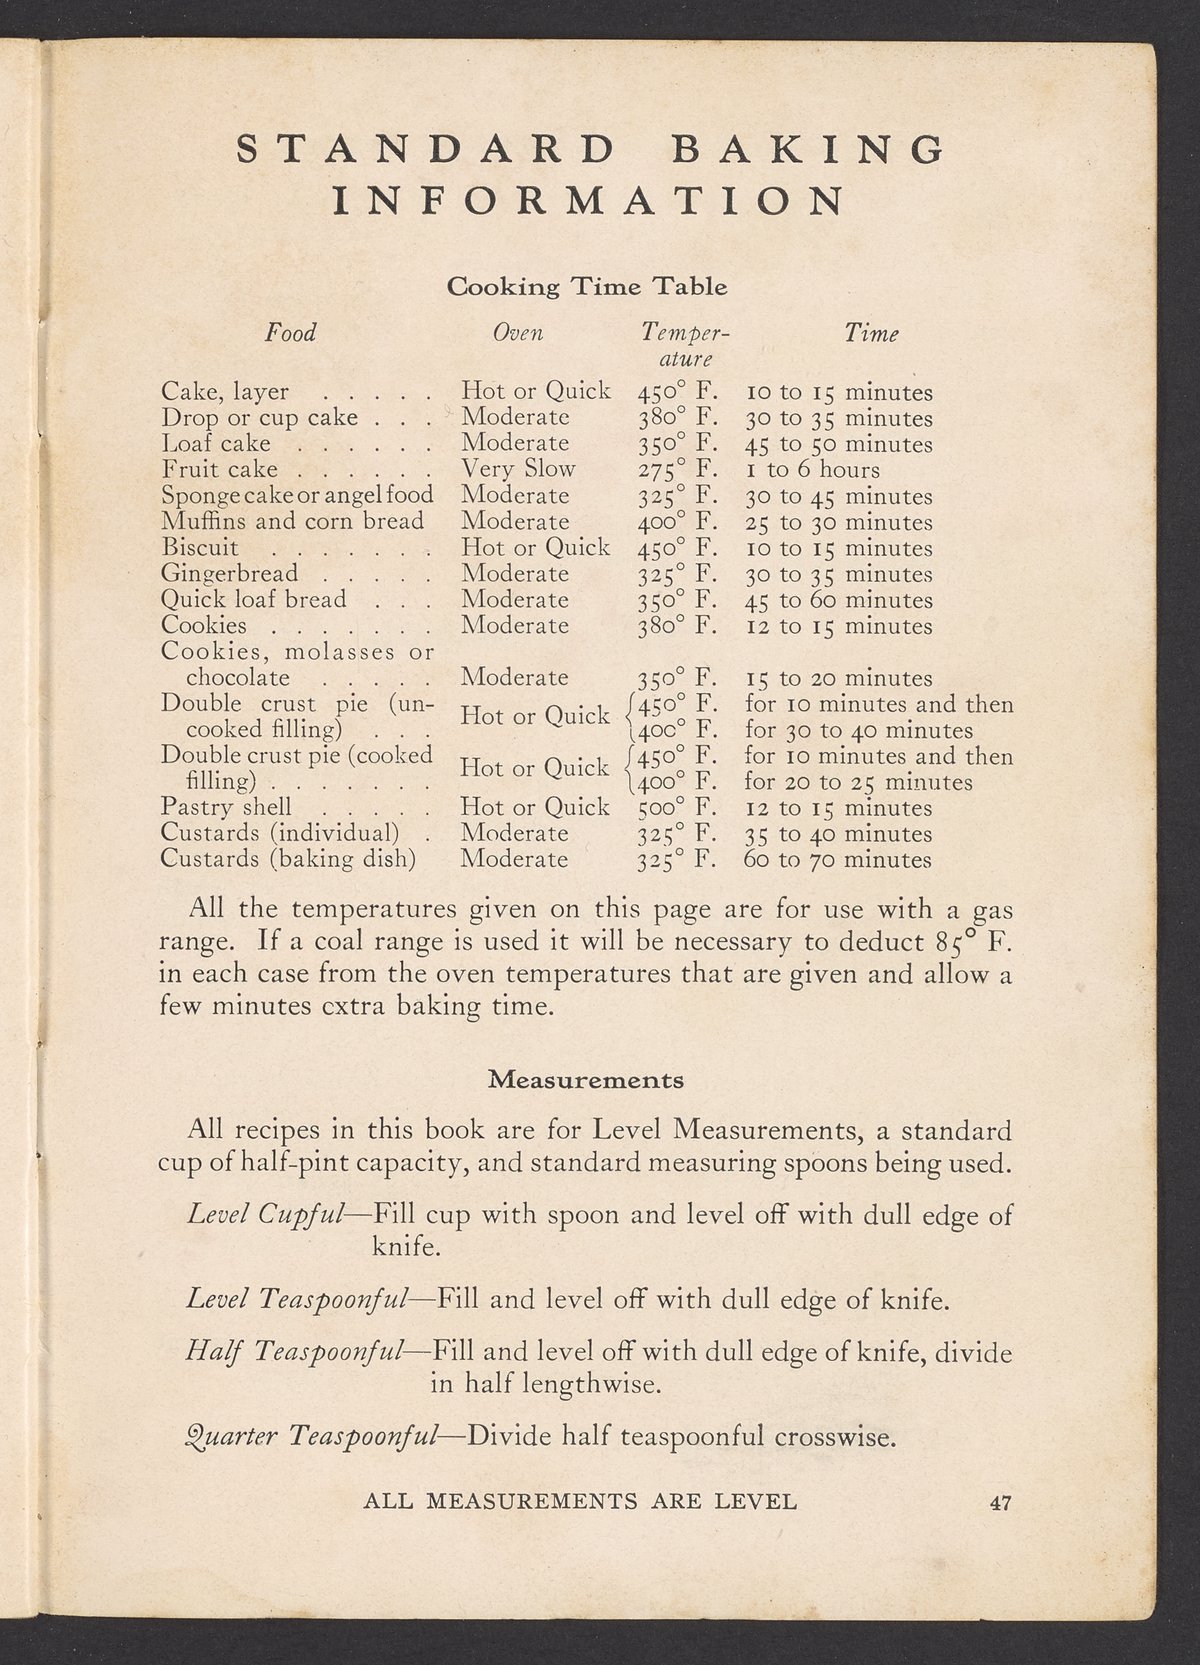 STANDARD BAKING
INFORMATION
Cooking Time Table
Food Oven Temper- Time
ature
Cake, layer . . . . . Hot or Quick 450° F. 10 to 15 minutes
Drop or cup cake . . . Moderate 380° F. 30 to 35 minutes
Loaf cake . . . . . . Moderate 350° F. 45 to 50 minutes
Fruit cake . . . . . . Very Slow 275° F. 1 to 6 hours
Sponge cake or angel food Moderate 325° F. 30 to 45 minutes
Muffins and corn bread Moderate 400° F. 25 to 30 minutes
Biscuit . . . . . . . Hot or Quick 450° F. 10 to 15 minutes
Gingerbread . . . . . Moderate 325° F. 30 to 35 minutes
Quick loaf bread . . . Moderate 350° F. 45 to 60 minutes
Cookies . . . . . . . Moderate 380° F. 12 to 15 minutes
Cookies, molasses or
chocolate . . . . . Moderate 350° F. 15 to 20 minutes
Double crust pie (un- 450° F. for 10 minutes and then
cooked filling) . . . Hot or Quick 400° F. for 30 to 40 minutes
Double crust pie (cooked 450° F. for 10 minutes and then
filling) . . . . . . . Hot or Quick 400° F. for 20 to 25 minutes
Pastry shell . . . . . Hot or Quick 500° F. 12 to 15 minutes
Custards (individual) . Moderate 325° F. 35 to 40 minutes
Custards (baking dish) Moderate 325° F. 60 to 70 minutes
All the temperatures given on this page are for use with a gas
range. If a coal range is used it will be necessary to deduct 85° F.
in each case from the oven temperatures that are given and allow a
few minutes extra baking time.
Measurements
All recipes in this book are for Level Measurements, a standard
cup of half-pint capacity, and standard measuring spoons being used.
Level Cupful—Fill cup with spoon and level off with dull edge of
knife.
Level Teaspoonful—Fill and level off with dull edge of knife.
Half Teaspoonful—Fill and level off with dull edge of knife, divide
in half lengthwise.
Quarter Teaspoonful—Divide half teaspoonful crosswise.
ALL MEASUREMENTS ARE LEVEL 47